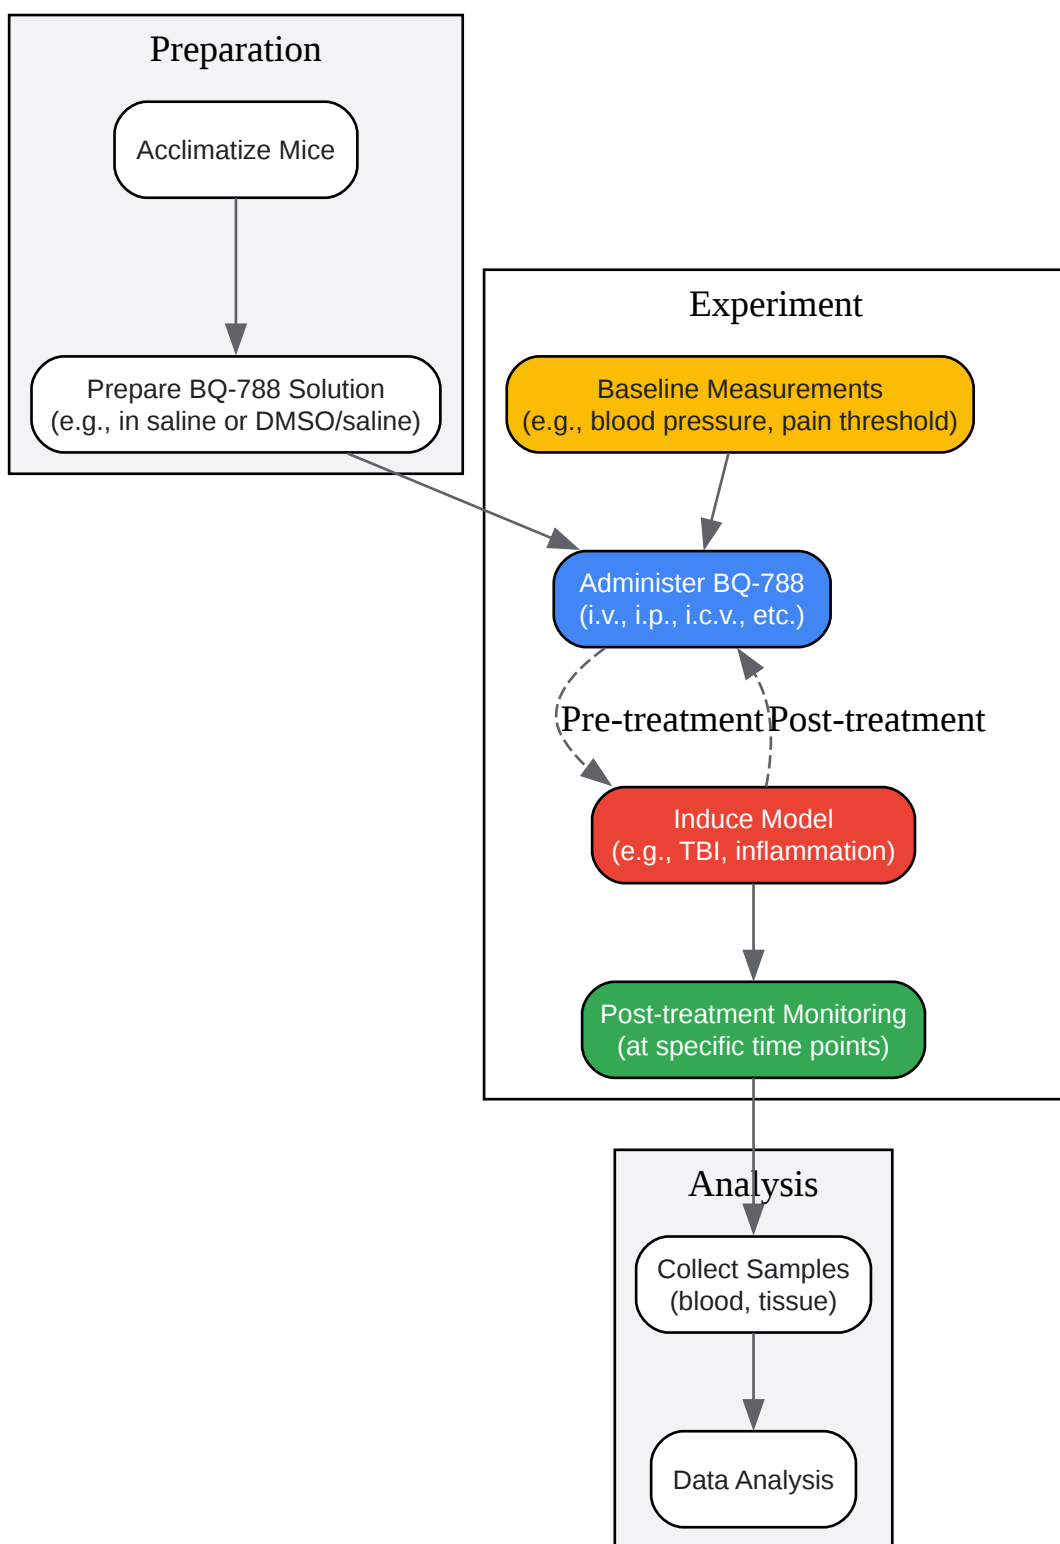 Preparation
Acclimatize Mice
Prepare BQ-788 Solution
(e.g., in saline or DMSO/saline)
Experiment
Baseline Measurements
(e.g., blood pressure, pain threshold)
Administer BQ-788
(i.v., i.p., i.c.v., etc.)
Pre-treatment
Post-treatment
Induce Model
(e.g., TBI, inflammation)
Post-treatment Monitoring
(at specific time points)
Analysis
Collect Samples
(blood, tissue)
Data Analysis